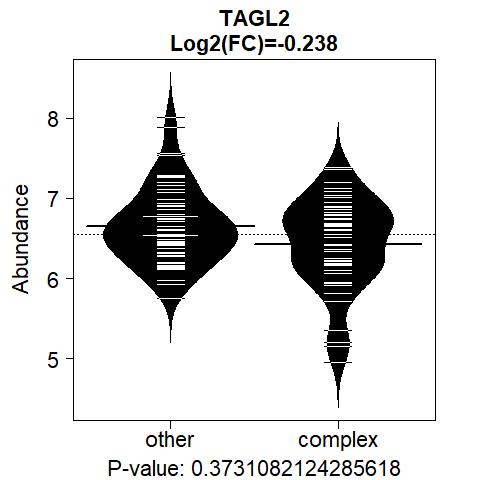 TAGL2
Log2(FC)=-0.238
Abundance
8
7
6
5
other complex
P-value: 0.3731082124285618